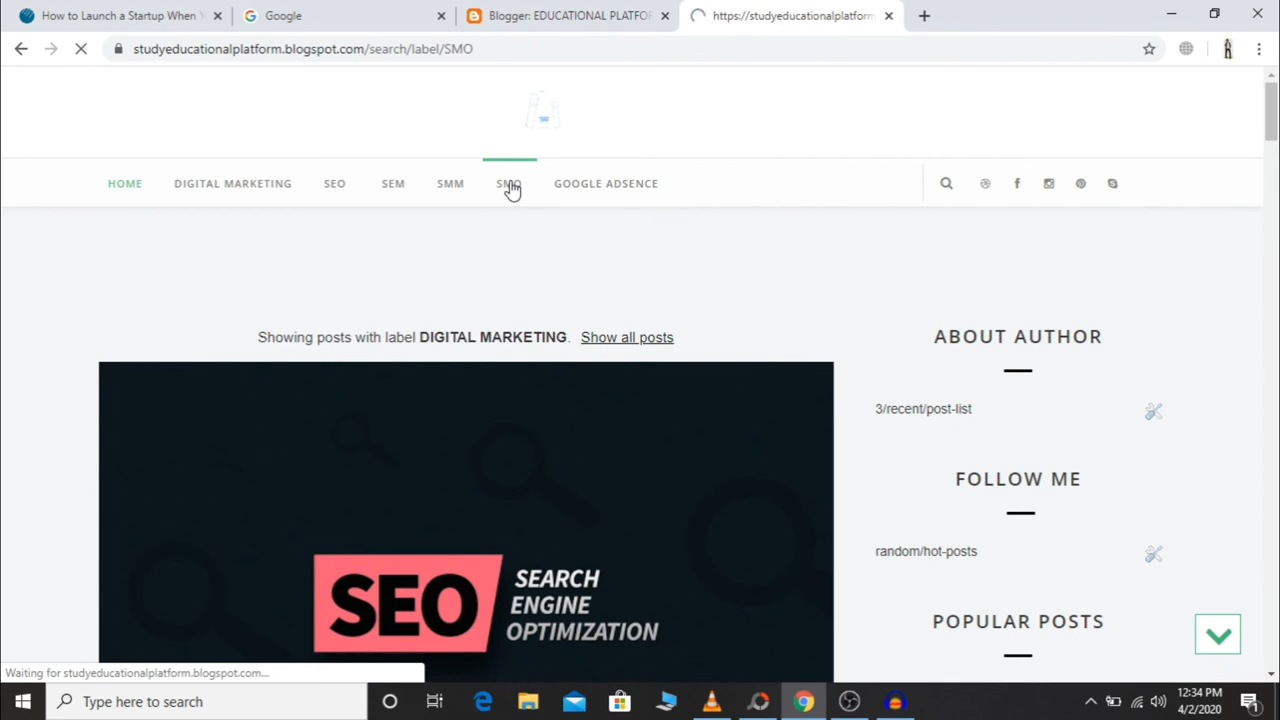 How to Launch a Startup When Y
Google
Blogger: EDUCATIONAL PLATFOR
https://studyeducationalplatform
studyeducationalplatform.blogspot.com/search/label/SMO
HOME
DIGITAL MARKETING
SEO
SEM
SMM
SMO
GOOGLE ADSENCE
Showing posts with label DIGITAL MARKETING. Show all posts
SEO
SEARCH
ENGINE
OPTIMIZATION
ABOUT AUTHOR
3/recent/post-list
FOLLOW ME
random/hot-posts
POPULAR POSTS
Waiting for studyeducationalplatform.blogspot.com...
Type here to search
12:34 PM
4/2/2020